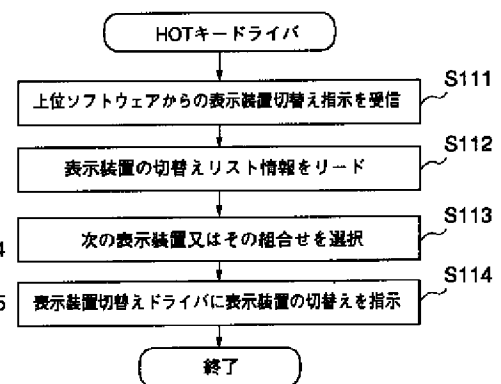 HOTキードライバ
S111
上位ソフトウェアからの表示装置切替え指示を受信
S112
表示装置の切替えリスト情報をリード
S113
次の表示装置又はその組合せを選択
4
S114
5
表示装置切替えドライバに表示装置の切替えを指示
終了